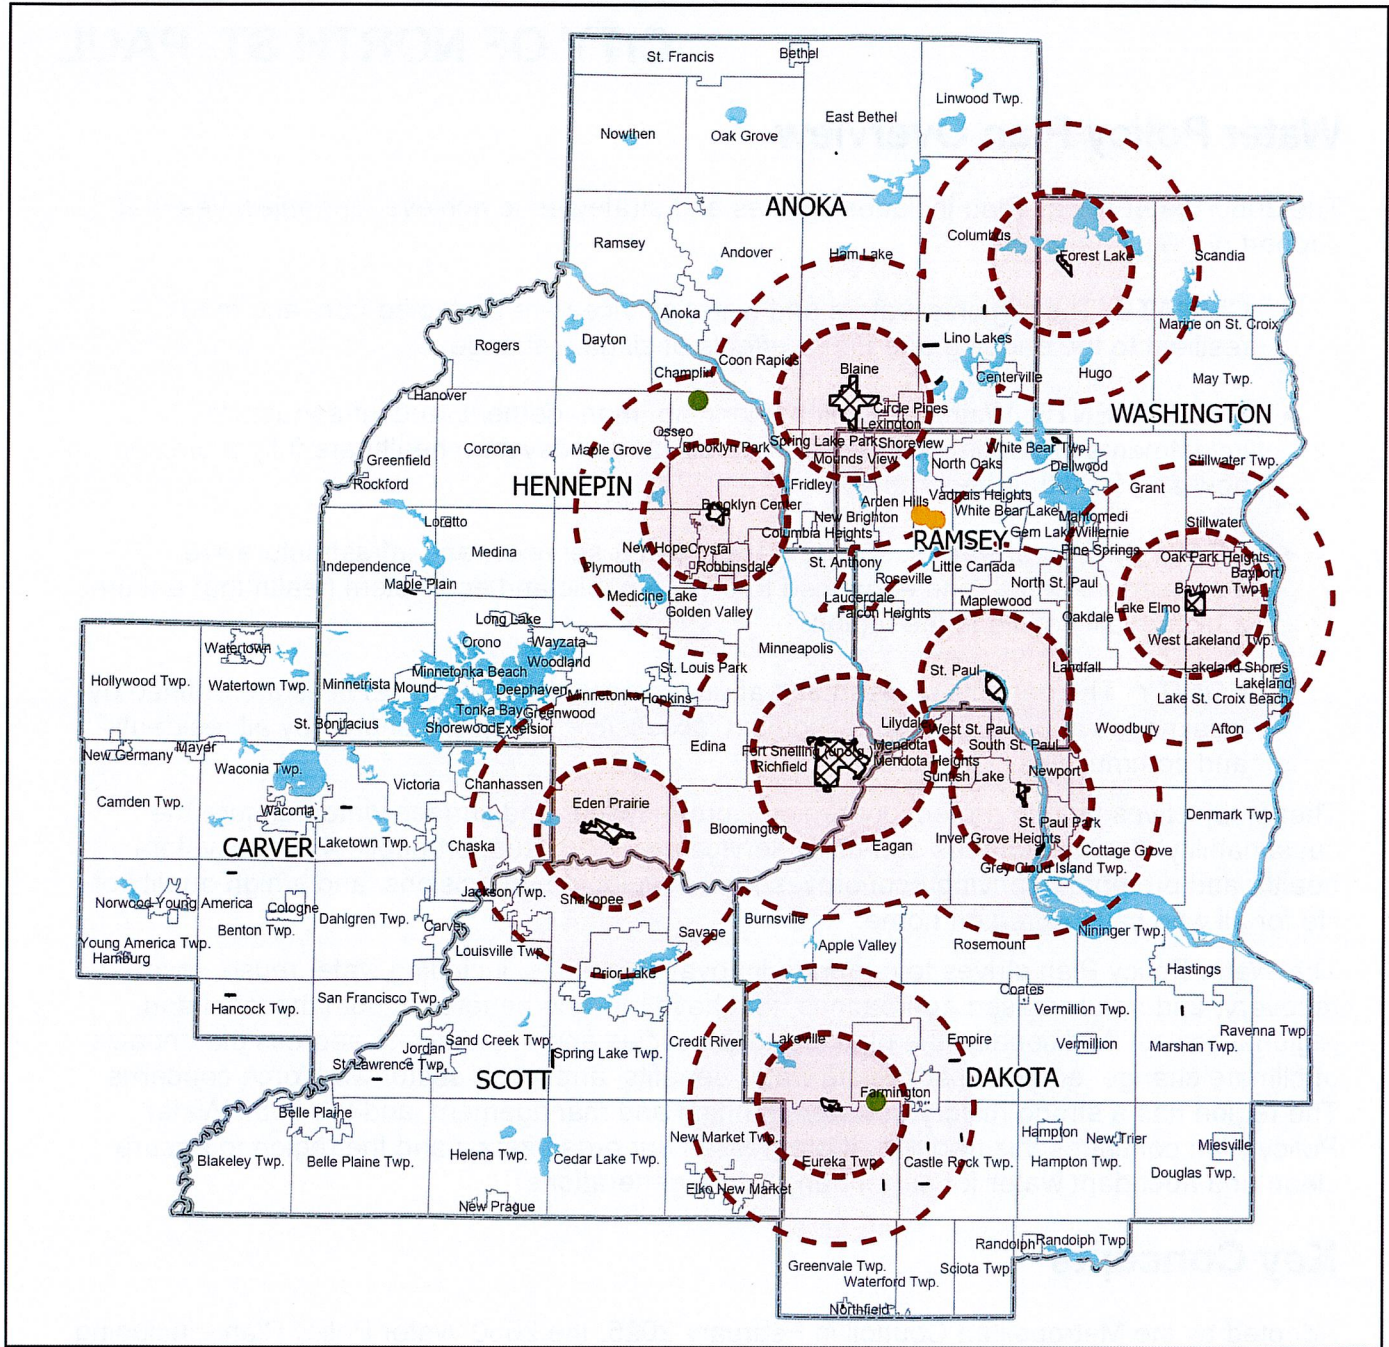 St. Francis
Bethel
Linwood Twp.
East Bethel
Nowthen
Oak Grove
ANOKA
Ramsey
Andover
Ham Lake
Columbus
Forest Lake
Scandia
Anoka
Marine on St. Croix
Rogers
Dayton
Coon Rapids
Lino Lakes
Champlin
Blaine
Centerville
Hugo
May Twp.
Hanover
Circle Pines
Lexington
WASHINGTON
Osseo
Corcoran
Maple Grove
Brooklyn Park
Spring Lake Park
Shoreview
White Bear Twp.
Greenfield
Mounds View
North Oaks
Dellwood
Stillwater Twp.
Rockford
HENNEPIN
Fridley
Grant
Vadnais Heights
Arden Hills
Brooklyn Center
White Bear Lake
Mahtomedi
Loretto
New Brighton
Stillwater
Columbia Heights
Gem Lake
Willernie
RAMSEY
Medina
New Hope
Crystal
Pine Springs
Oak Park Heights
Independence
Plymouth
Robbinsdale
St. Anthony
Little Canada
Bayport
Maple Plain
Roseville
North St. Paul
Baytown Twp.
Medicine Lake
Lauderdale
Maplewood
Lake Elmo
Golden Valley
Falcon Heights
Oakdale
Long Lake
Orono
Wayzata
Minneapolis
West Lakeland Twp.
Watertown
Woodland
St. Louis Park
St. Paul
Landfall
Lakeland Shores
Hollywood Twp.
Watertown Twp.
Minnetrista
Mound
Minnetonka Beach
Deephaven
Minnetonka
Hopkins
Lakeland
Lake St. Croix Beach
Tonka Bay
Greenwood
St. Bonifacius
Shorewood
Excelsior
Lilydale
West St. Paul
Woodbury
Afton
New Germany
Mayer
Edina
Fort Snelling (unorg.)
Mendota
South St. Paul
Waconia Twp.
Richfield
Mendota Heights
Sunfish Lake
Newport
Victoria
Chanhassen
Camden Twp.
Waconia
Eden Prairie
Bloomington
St. Paul Park
Denmark Twp.
CARVER
Laketown Twp.
Chaska
Eagan
Inver Grove Heights
Cottage Grove
Grey Cloud Island Twp.
Norwood Young America
Jackson Twp.
Shakopee
Cologne
Benton Twp.
Dahlgren Twp.
Carver
Burnsville
Savage
Nininger Twp.
Young America Twp.
Hamburg
Louisville Twp.
Apple Valley
Rosemount
Prior Lake
Hastings
Hancock Twp.
San Francisco Twp.
Coates
Vermillion Twp.
Ravenna Twp.
Jordan
Sand Creek Twp.
Spring Lake Twp.
Credit River
Lakeville
Empire
Vermillion
Marshan Twp.
St. Lawrence Twp.
SCOTT
DAKOTA
Farmington
Belle Plaine
Blakeley Twp.
Belle Plaine Twp.
Helena Twp.
Cedar Lake Twp.
New Market Twp.
Eureka Twp.
Castle Rock Twp.
Hampton
New Trier
Hampton Twp.
Miesville
Douglas Twp.
Elko New Market
New Prague
Randolph
Randolph Twp.
Greenvale Twp.
Waterford Twp.
Sciota Twp.
Northfield